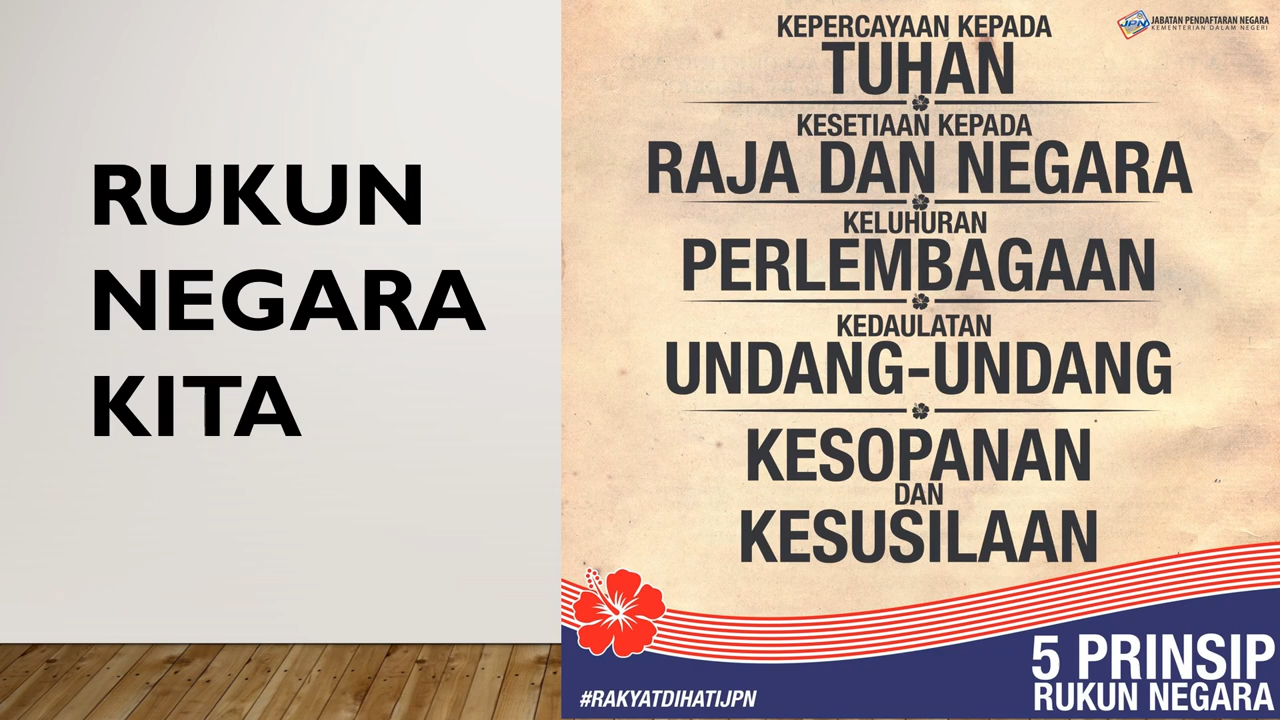 RUKUN
NEGARA
KITA
JPN
JABATAN PENDAFTARAN NEGARA
KEMENTERIAN DALAM NEGERI
KEPERCAYAAN KEPADA
TUHAN
KESETIAAN KEPADA
RAJA DAN NEGARA
KELUHURAN
PERLEMBAGAAN
KEDAULATAN
UNDANG-UNDANG
KESOPANAN
DAN
KESUSILAAN
#RAKYATDIHATIJPN
5 PRINSIP
RUKUN NEGARA